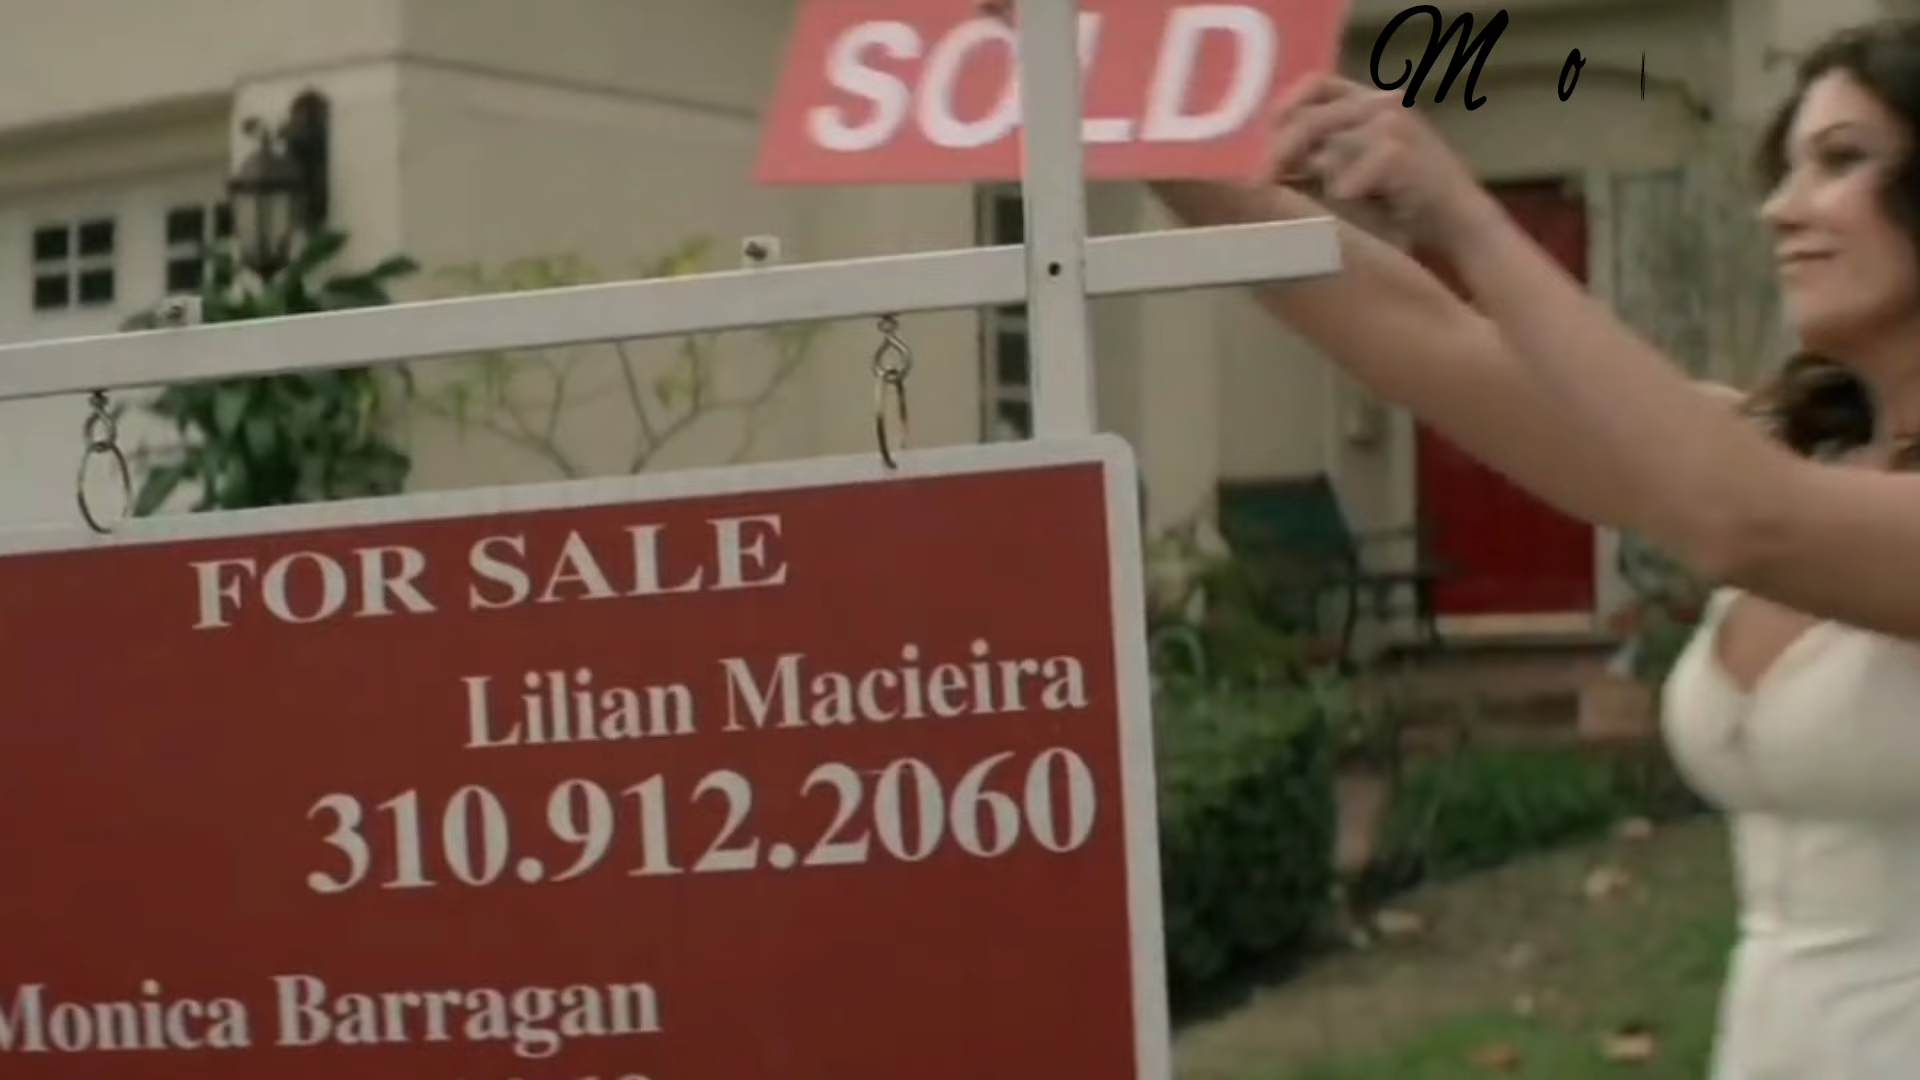 SOLD
FOR SALE
Lilian Macieira
310.912.2060
Monica Barragan